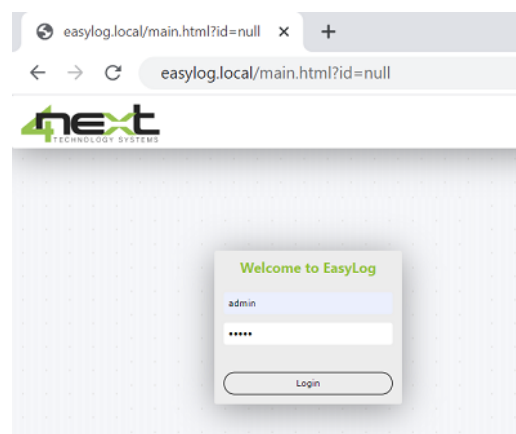 easylog.local/main.html?id=null
easylog.local/main.html?id=null
4next
TECHNOLOGY SYSTEMS
Welcome to EasyLog
admin
•••••
Login